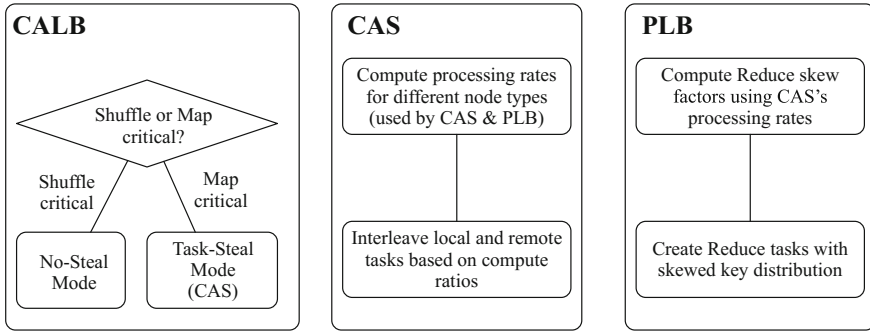 CALB
Shuffle or Map
critical?
Shuffle
critical
Map
critical
No-Steal
Mode
Task-Steal
Mode
(CAS)
CAS
Compute processing rates
for different node types
(used by CAS & PLB)
Interleave local and remote
tasks based on compute
ratios
PLB
Compute Reduce skew
factors using CAS's
processing rates
Create Reduce tasks with
skewed key distribution